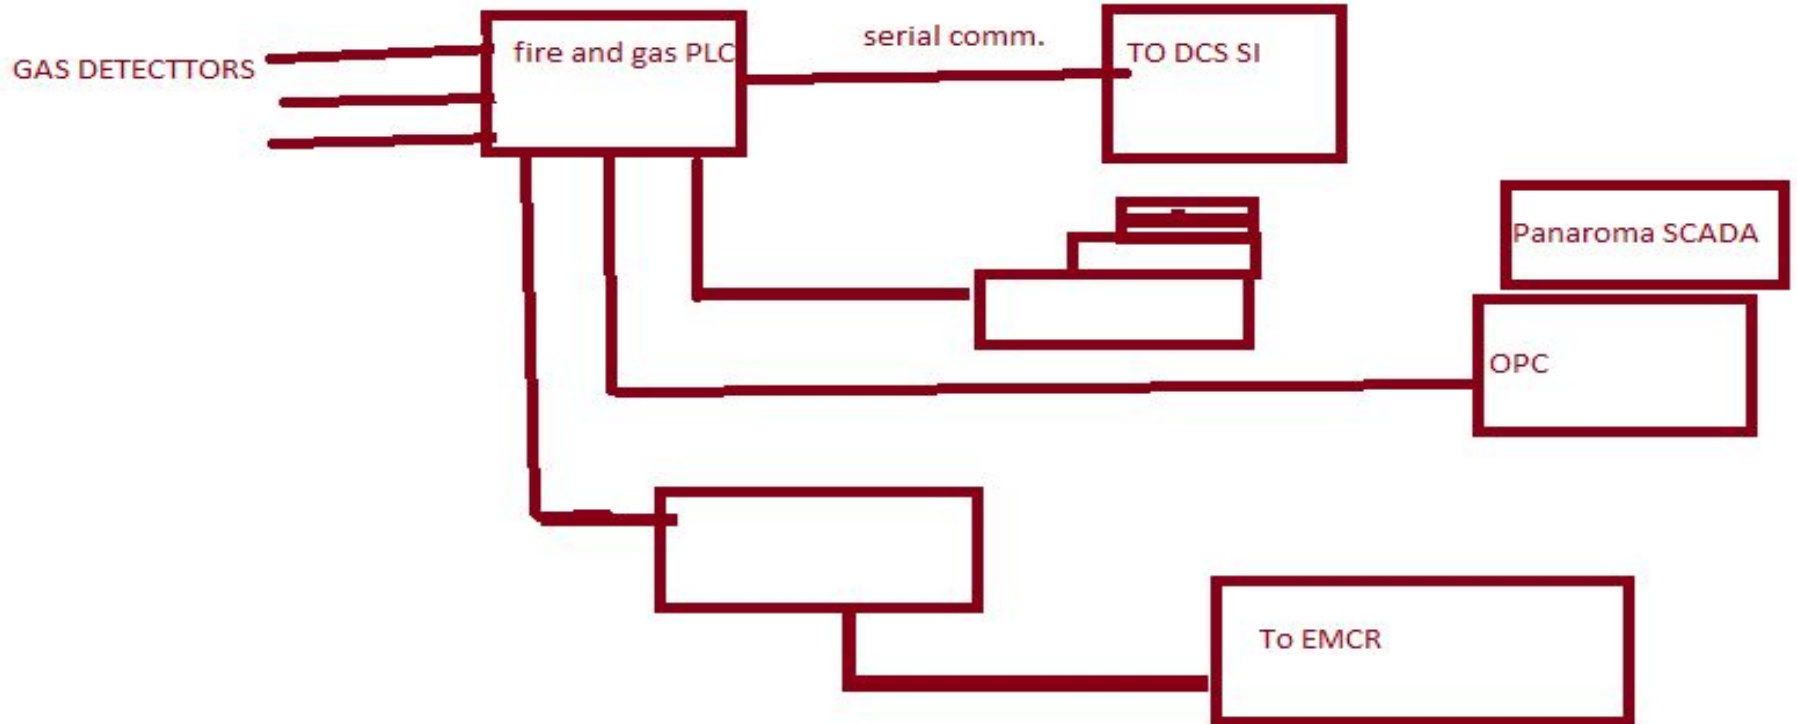 serial comm.
fire and gas PLC
TO DCS SI
GAS DETECTTORS
Panaroma SCADA
OPC
To EMCR